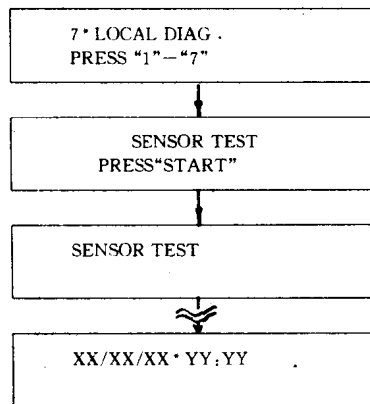 7* LOCAL DIAG.
PRESS “1”—“7”
SENSOR TEST
PRESS“START”
SENSOR TEST
XX/XX/XX * YY:YY